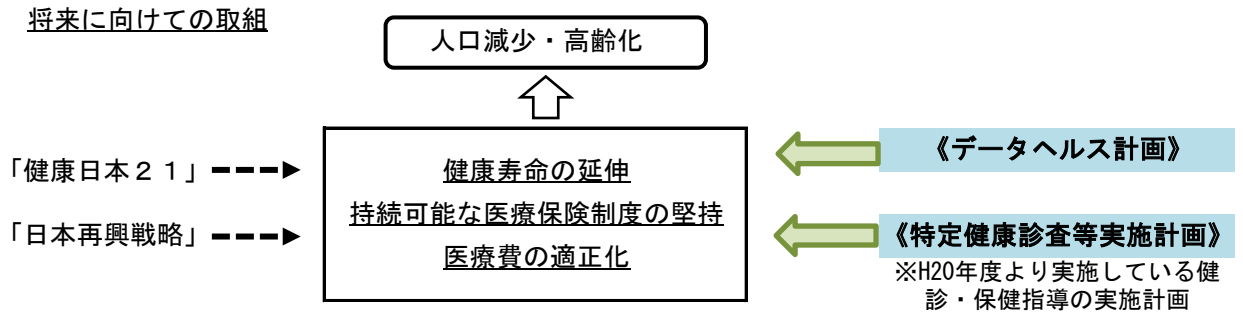 将来に向けての取組
人口減少・高齢化
「健康日本２１」
「日本再興戦略」
健康寿命の延伸
持続可能な医療保険制度の堅持
医療費の適正化
《データヘルス計画》
《特定健康診査等実施計画》
※H20年度より実施している健
診・保健指導の実施計画